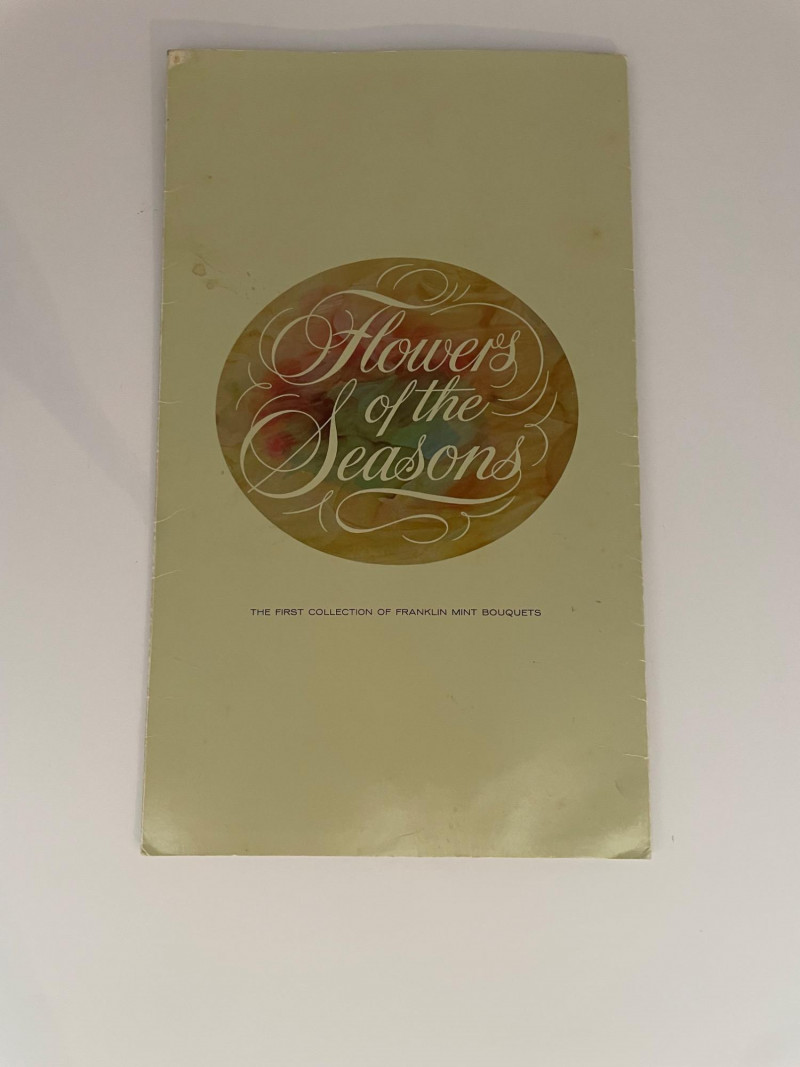 Flowers
of the
Seasons
THE FIRST COLLECTION OF FRANKLIN MINT BOUQUETS